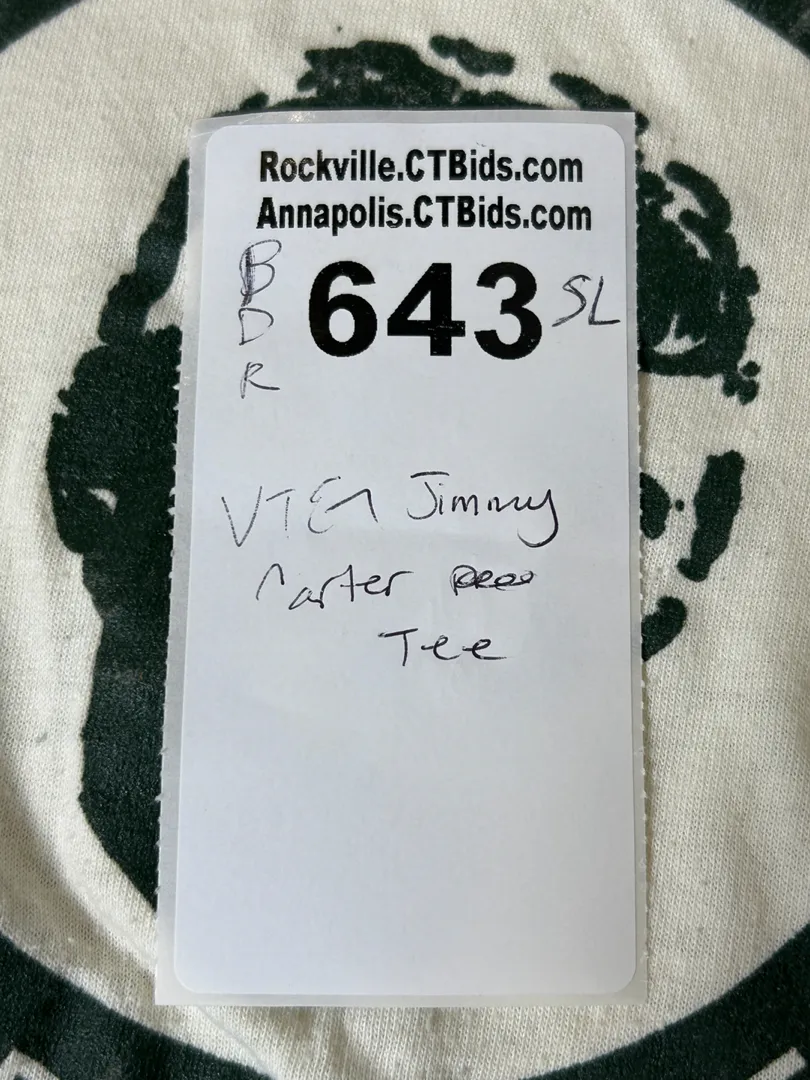 Rockville.CTBids.com
Annapolis.CTBids.com
B
D
R
643 SL
VTG Jimmy
Carter
Tee